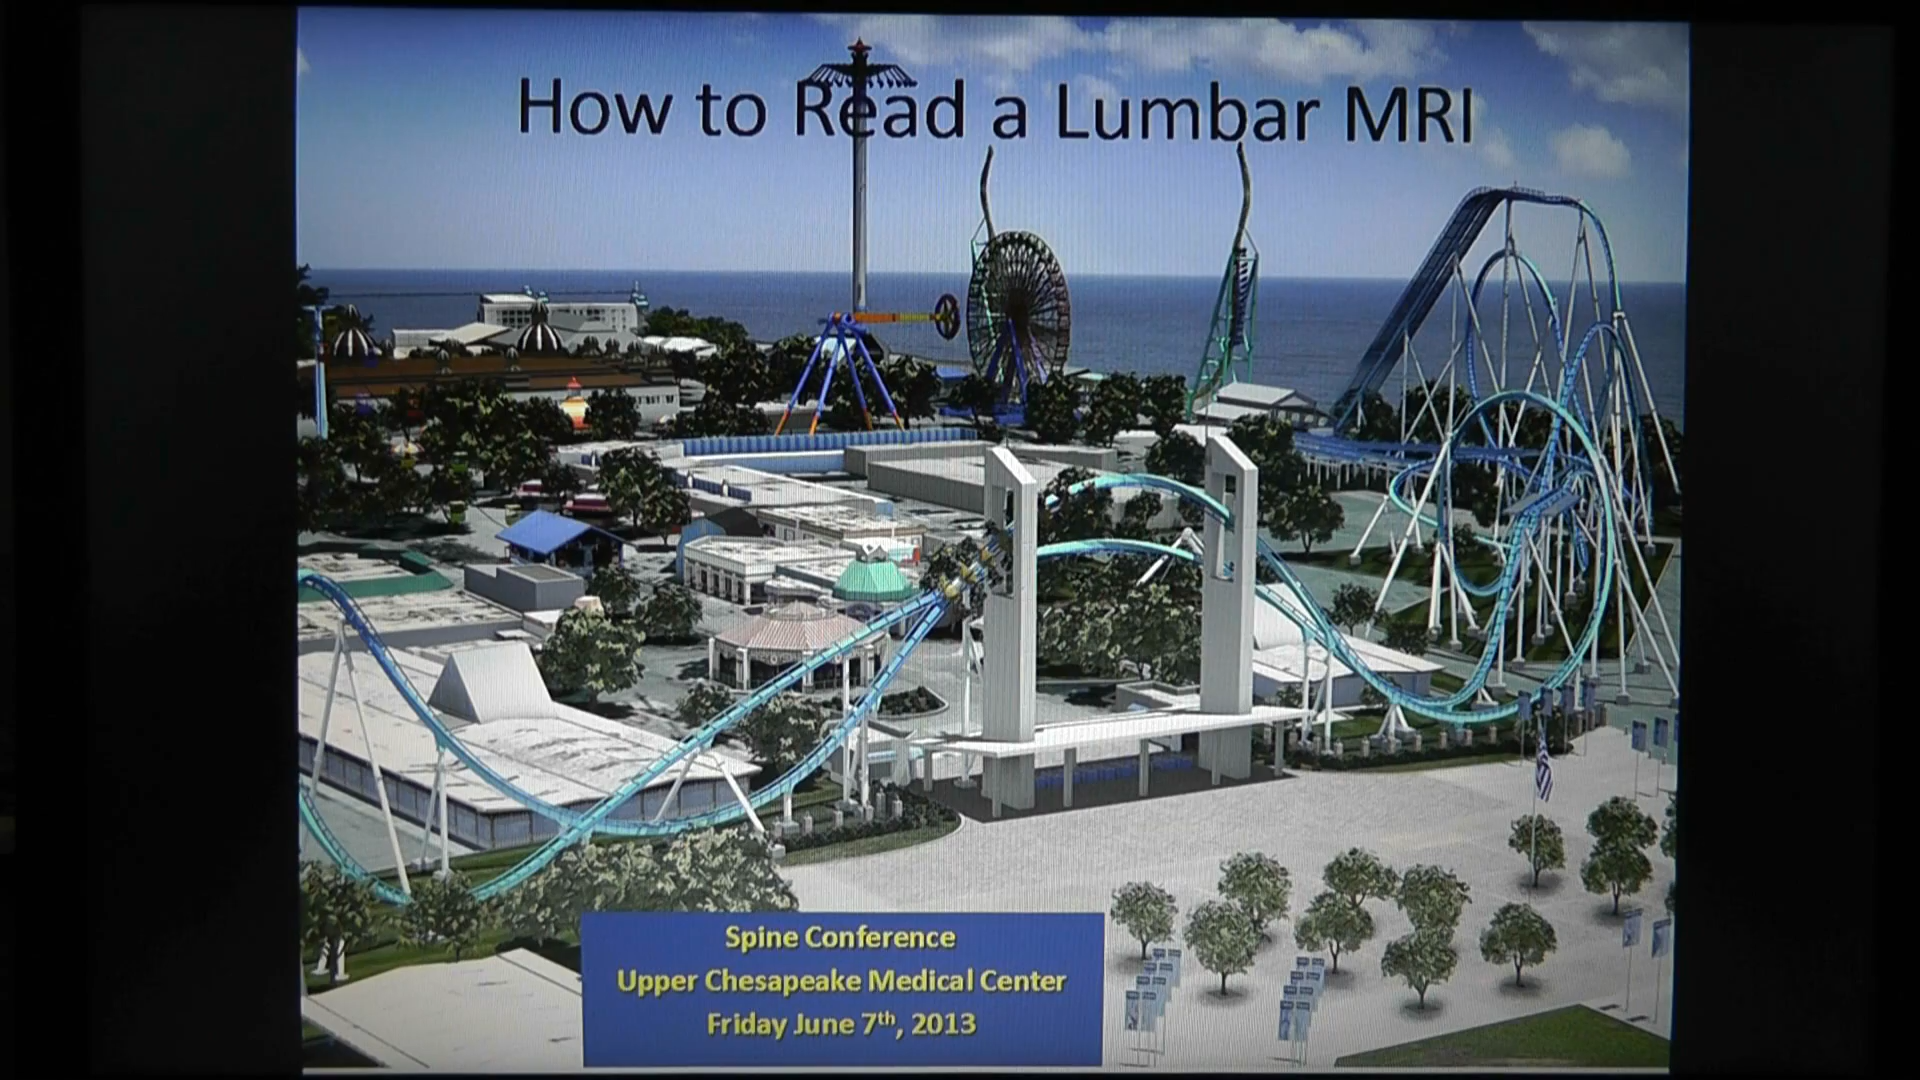 How to Read a Lumbar MRI
Spine Conference
Upper Chesapeake Medical Center
Friday June 7th, 2013